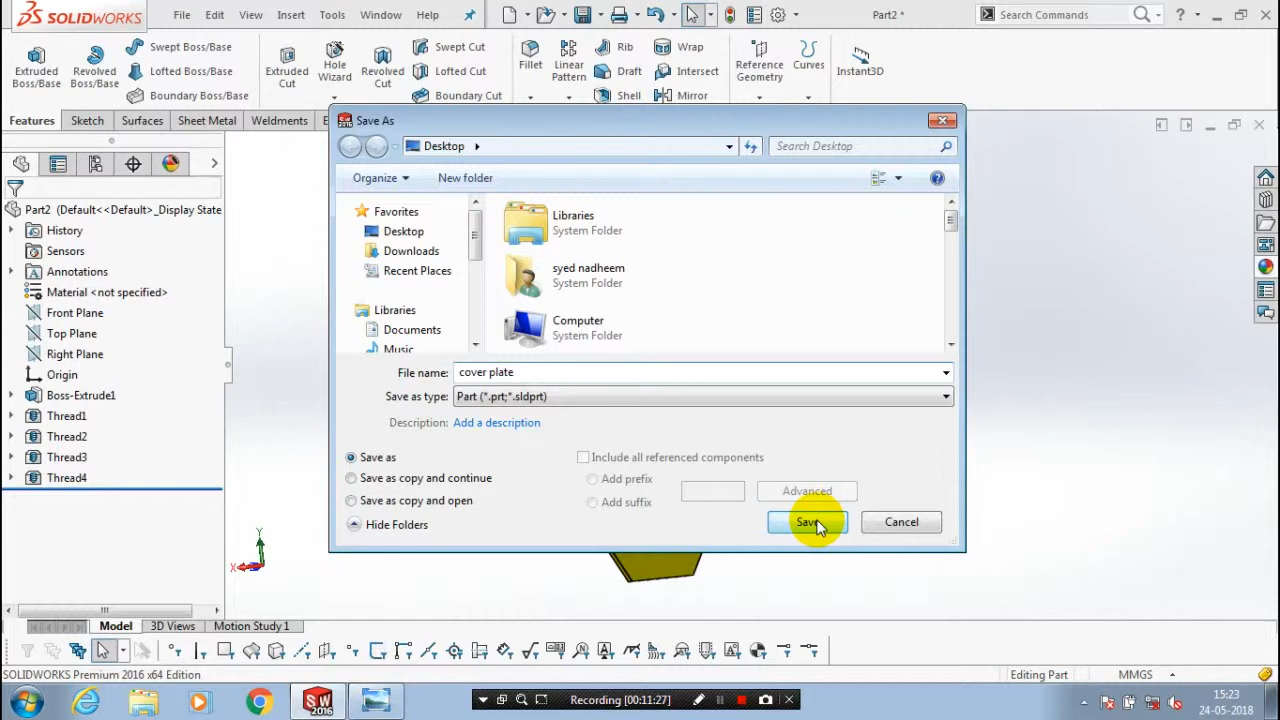 SOLIDWORKS
File Edit View Insert Tools Window Help
Part2 *
Search Commands
Extruded Boss/Base
Revolved Boss/Base
Swept Boss/Base
Lofted Boss/Base
Boundary Boss/Base
Extruded Cut
Hole Wizard
Revolved Cut
Swept Cut
Lofted Cut
Boundary Cut
Fillet
Linear Pattern
Rib
Draft
Shell
Wrap
Intersect
Mirror
Reference Geometry
Curves
Instant3D
Features Sketch Surfaces Sheet Metal Weldments
Part2 (Default<<Default>_Display State
History
Sensors
Annotations
Material <not specified>
Front Plane
Top Plane
Right Plane
Origin
Boss-Extrude1
Thread1
Thread2
Thread3
Thread4
SW 2016
Save As
Desktop
Search Desktop
Organize
New folder
Favorites
Desktop
Downloads
Recent Places
Libraries
Documents
Music
Libraries
System Folder
syed nadheem
System Folder
Computer
System Folder
File name: cover plate
Save as type: Part (*.prt;*.sldprt)
Description: Add a description
Save as
Save as copy and continue
Save as copy and open
Include all referenced components
Add prefix
Add suffix
Advanced
Hide Folders
Save
Cancel
Y
X
Model 3D Views Motion Study 1
SOLIDWORKS Premium 2016 x64 Edition
Editing Part
MMGS
SW 2016
Recording [00:11:27]
15:23
24-05-2018